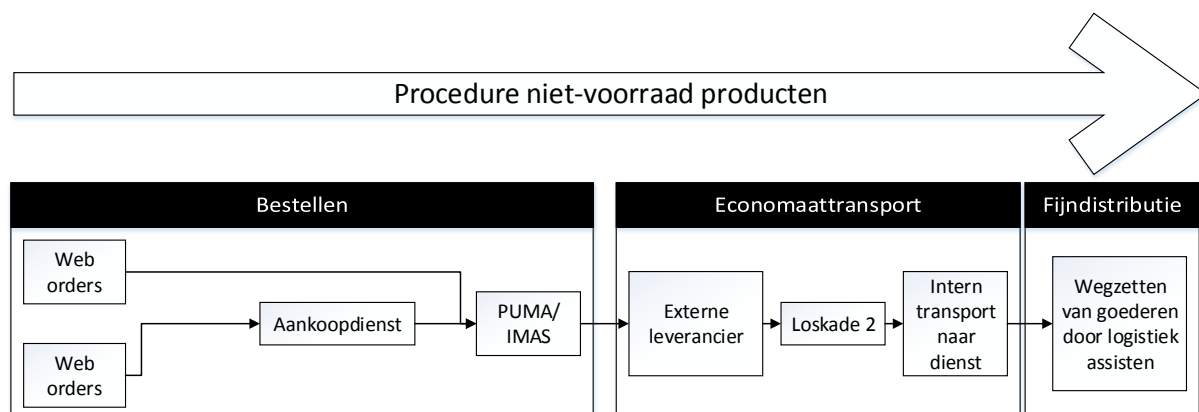 Procedure niet-voorraad producten
Bestellen
Web
orders
Web
orders
Aankoopdienst
PUMA/
IMAS
Economaattransport
Externe
leverancier
Loskade 2
Intern
transport
naar
dienst
Fijndistributie
Wegzetten
van goederen
door logistiek
assisten